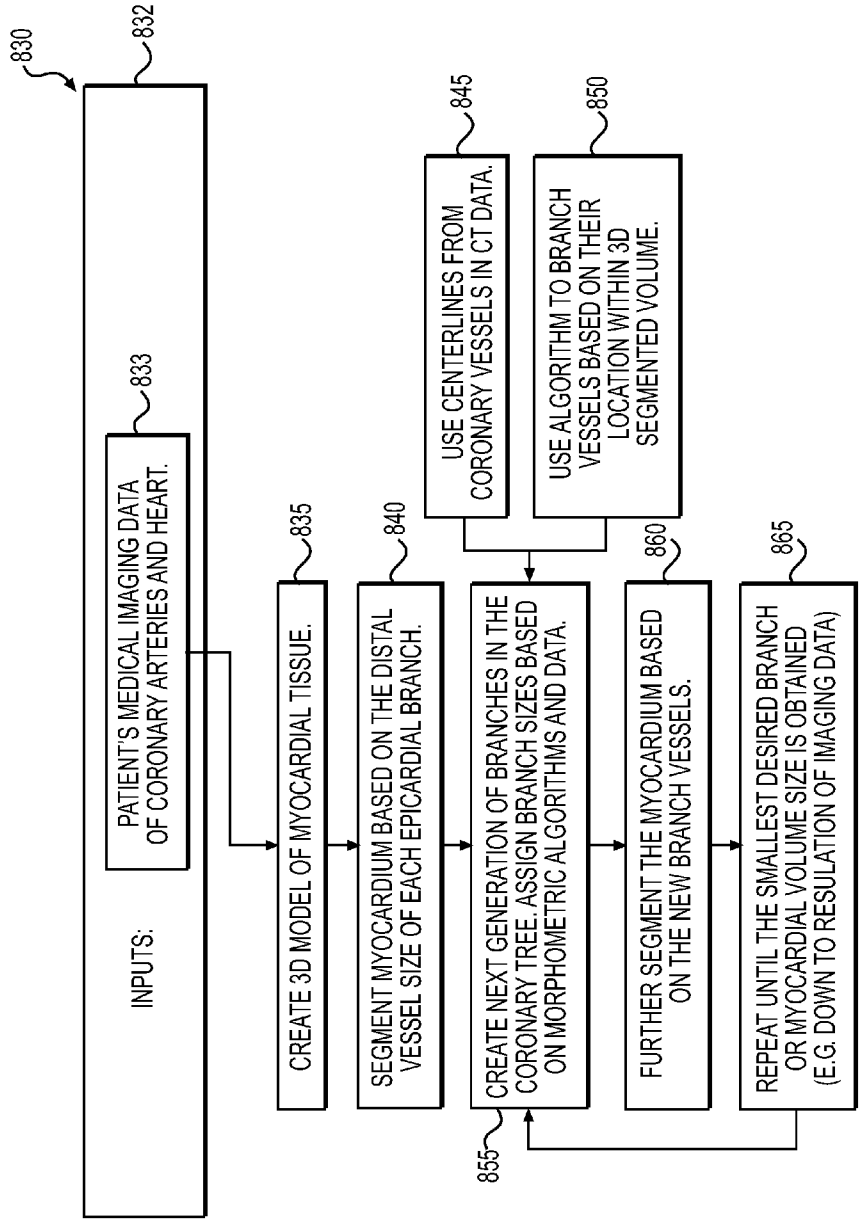 830
832
INPUTS:
833
PATIENT'S MEDICAL IMAGING DATA
OF CORONARY ARTERIES AND HEART.
835
CREATE 3D MODEL OF MYOCARDIAL TISSUE.
840
SEGMENT MYOCARDIUM BASED ON THE DISTAL
VESSEL SIZE OF EACH EPICARDIAL BRANCH.
845
USE CENTERLINES FROM
CORONARY VESSELS IN CT DATA.
850
USE ALGORITHM TO BRANCH
VESSELS BASED ON THEIR
LOCATION WITHIN 3D
SEGMENTED VOLUME.
855
CREATE NEXT GENERATION OF BRANCHES IN THE
CORONARY TREE. ASSIGN BRANCH SIZES BASED
ON MORPHOMETRIC ALGORITHMS AND DATA.
860
FURTHER SEGMENT THE MYOCARDIUM BASED
ON THE NEW BRANCH VESSELS.
865
REPEAT UNTIL THE SMALLEST DESIRED BRANCH
OR MYOCARDIAL VOLUME SIZE IS OBTAINED
(E.G. DOWN TO RESULATION OF IMAGING DATA)